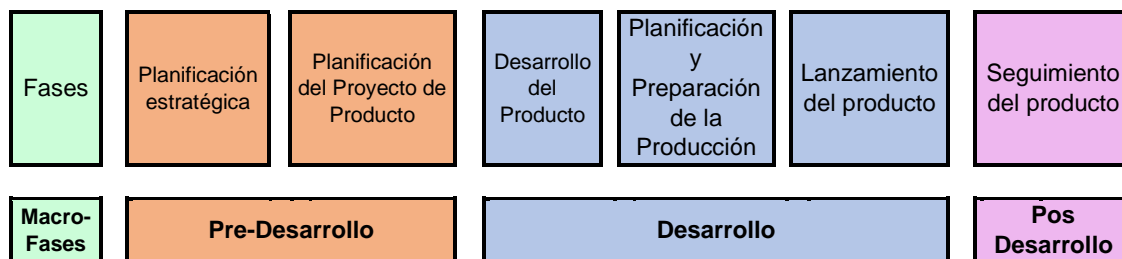 Fases
Planificación
estratégica
Planificación
del Proyecto de
Producto
Desarrollo
del
Producto
Planificación
y
Preparación
de la
Producción
Lanzamiento
del producto
Seguimiento
del producto
Macro-
Fases
Pre-Desarrollo
Desarrollo
Pos
Desarrollo